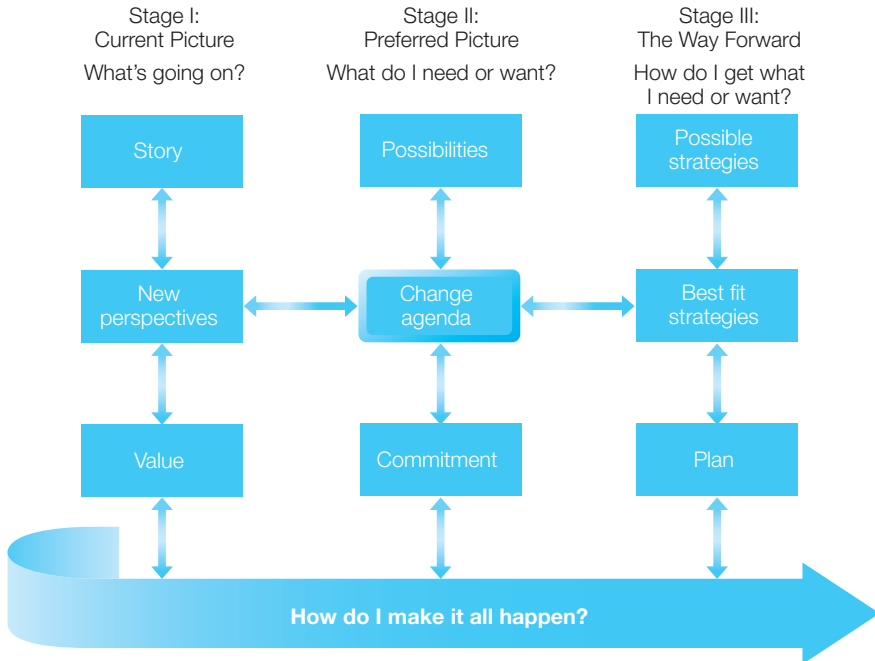 Stage I:
Current Picture
What's going on?
Stage II:
Preferred Picture
What do I need or want?
Stage III:
The Way Forward
How do I get what
I need or want?
Story
Possibilities
Possible
strategies
New
perspectives
Change
agenda
Best fit
strategies
Value
Commitment
Plan
How do I make it all happen?